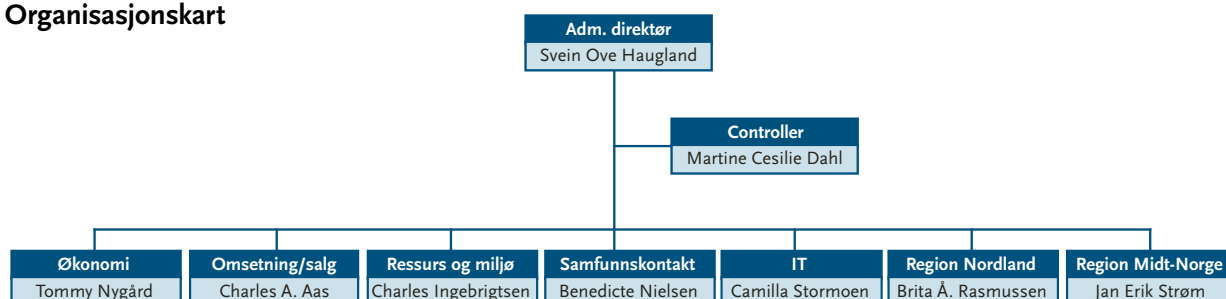 Organisasjonskart
Adm. direktør
Svein Ove Haugland
Controller
Martine Cesilie Dahl
Økonomi
Tommy Nygård
Omsetning/salg
Charles A. Aas
Ressurs og miljø
Charles Ingebrigtsen
Samfunnskontakt
Benedicte Nielsen
IT
Camilla Stormoen
Region Nordland
Brita Å. Rasmussen
Region Midt-Norge
Jan Erik Strøm